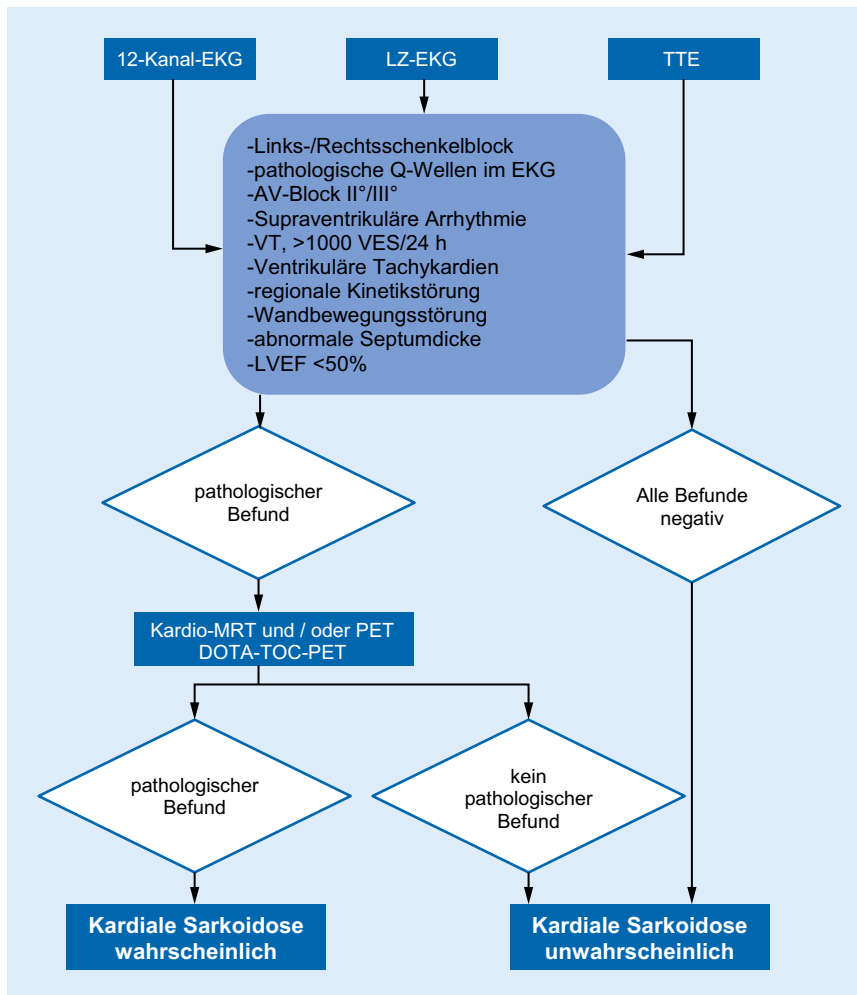 12-Kanal-EKG
LZ-EKG
TTE
-Links-/Rechtsschenkelblock
-pathologische Q-Wellen im EKG
-AV-Block II°/III°
-Supraventrikuläre Arrhythmie
-VT, >1000 VES/24 h
-Ventrikuläre Tachykardien
-regionale Kinetikstörung
-Wandbewegungsstörung
-abnormale Septumdicke
-LVEF <50%
pathologischer
Befund
Alle Befunde
negativ
Kardio-MRT und / oder PET
DOTA-TOC-PET
pathologischer
Befund
kein
pathologischer
Befund
Kardiale Sarkoidose
wahrscheinlich
Kardiale Sarkoidose
unwahrscheinlich